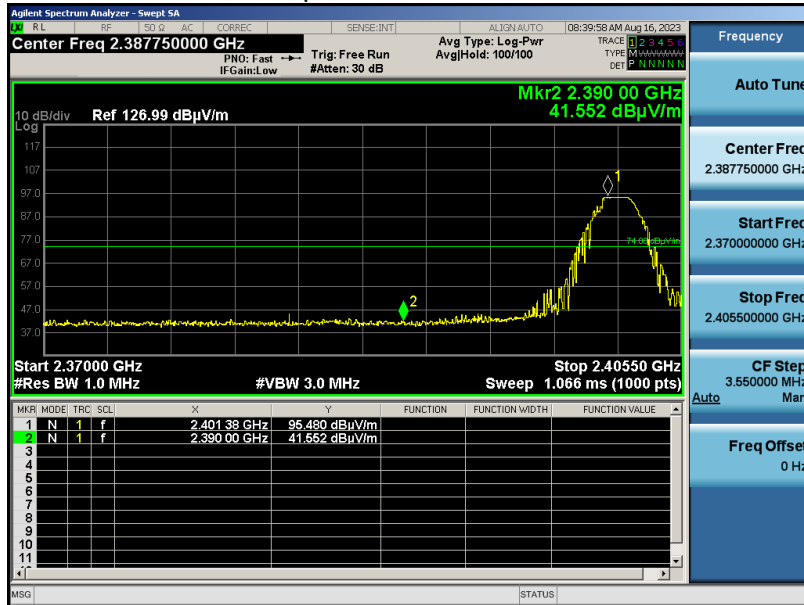 Agilent Spectrum Analyzer - Swept SA
LXI RL RF 50 Ω AC CORREC SENSE:INT ALIGN AUTO 08:39:58 AM Aug 16, 2023
Center Freq 2.387750000 GHz
PNO: Fast
IFGain:Low
Trig: Free Run
#Atten: 30 dB
Avg Type: Log-Pwr
Avg|Hold: 100/100
TRACE 1 2 3 4 5 6
TYPE M
DET P N N N N N
Mkr2 2.390 00 GHz
41.552 dBµV/m
10 dB/div Ref 126.99 dBµV/m
Log
117
107
97.0
87.0
77.0
67.0
57.0
47.0
37.0
1
74.00 dBµV/m
2
Start 2.37000 GHz Stop 2.40550 GHz
#Res BW 1.0 MHz #VBW 3.0 MHz Sweep 1.066 ms (1000 pts)
MKR MODE TRC SCL X Y FUNCTION FUNCTION WIDTH FUNCTION VALUE
1 N 1 f 2.401 38 GHz 95.480 dBµV/m
2 N 1 f 2.390 00 GHz 41.552 dBµV/m
3
4
5
6
7
8
9
10
11
MSG STATUS
Frequency
Auto Tune
Center Freq
2.387750000 GHz
Start Freq
2.370000000 GHz
Stop Freq
2.405500000 GHz
CF Step
3.550000 MHz
Auto Man
Freq Offset
0 Hz